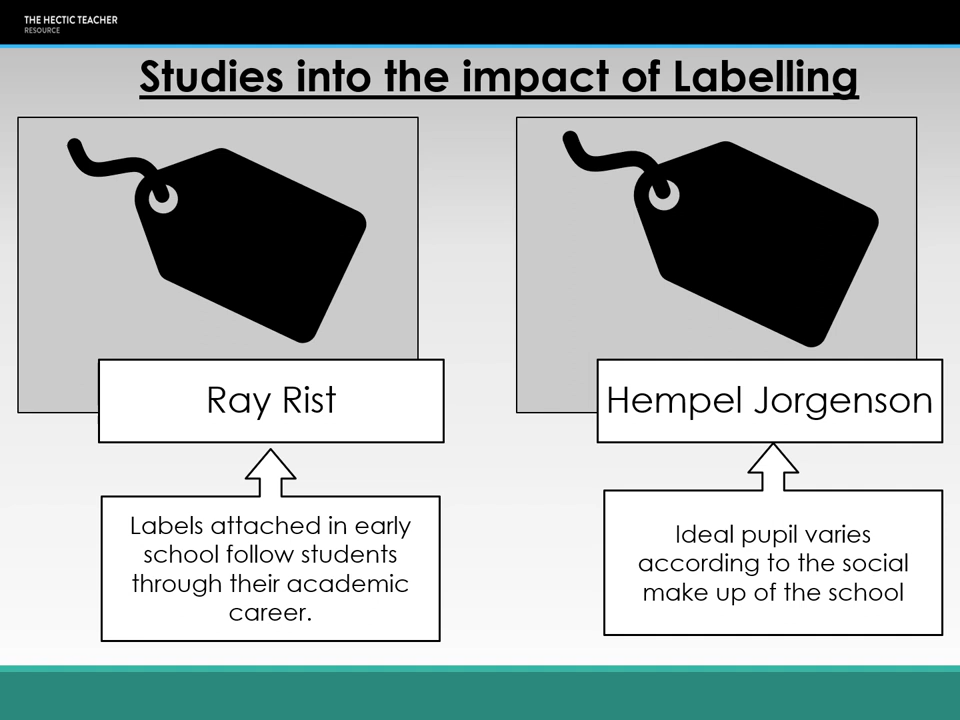 THE HECTIC TEACHER
RESOURCE
Studies into the impact of Labelling
Ray Rist
Hempel Jorgenson
Labels attached in early
school follow students
through their academic
career.
Ideal pupil varies
according to the social
make up of the school